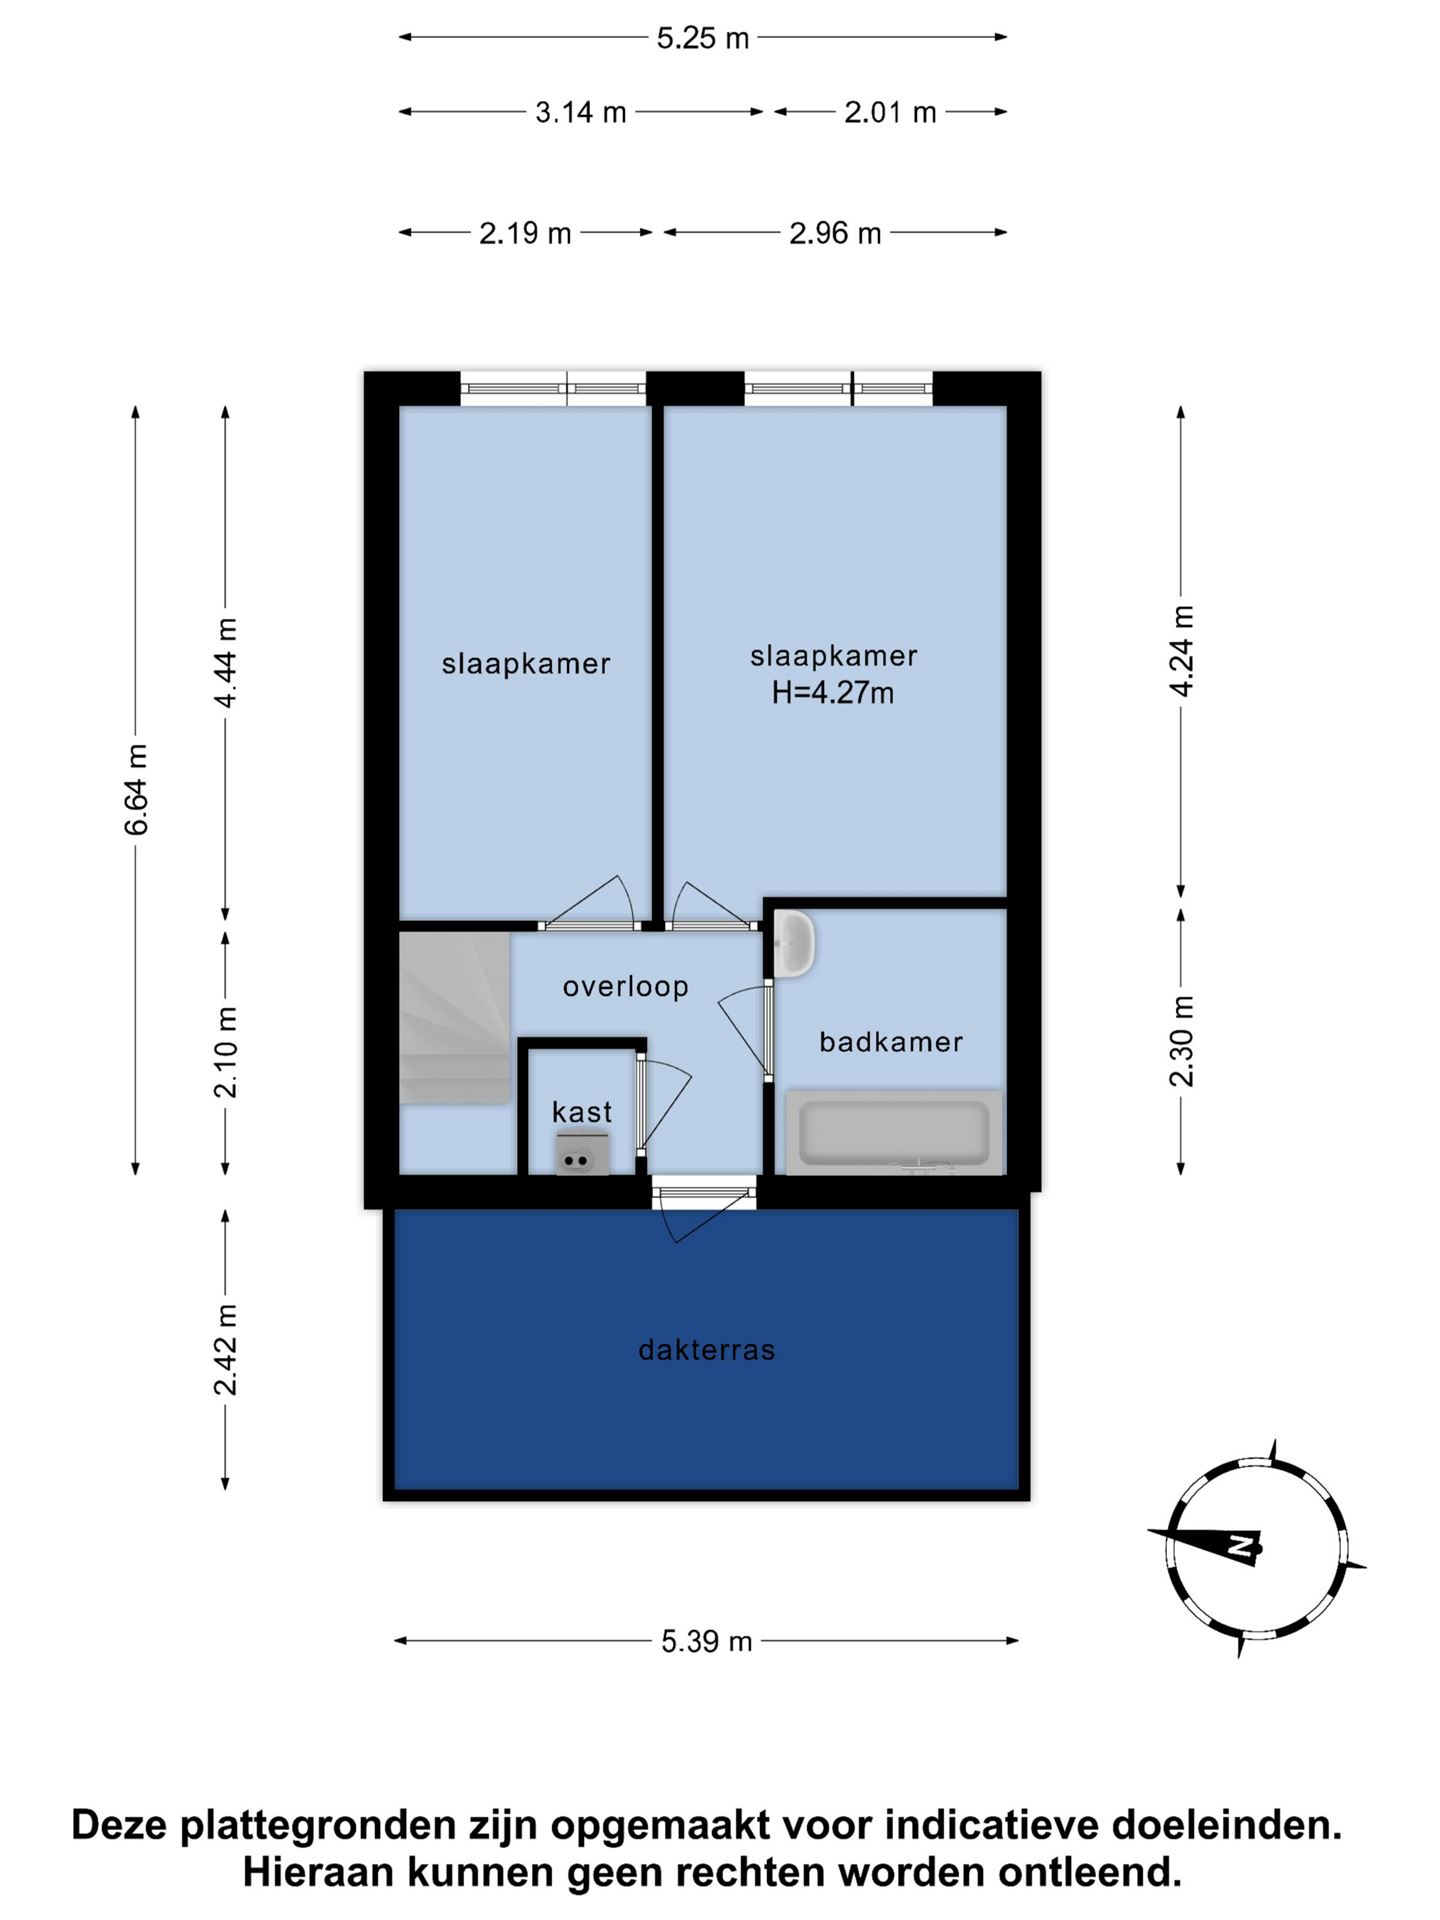 5.25 m
3.14 m
2.01 m
2.19 m
2.96 m
6.64 m
4.44 m
2.10 m
2.42 m
slaapkamer
slaapkamer
H=4.27m
4.24 m
2.30 m
overloop
badkamer
kast
dakterras
N
5.39 m
Deze plattegronden zijn opgemaakt voor indicatieve doeleinden.
Hieraan kunnen geen rechten worden ontleend.